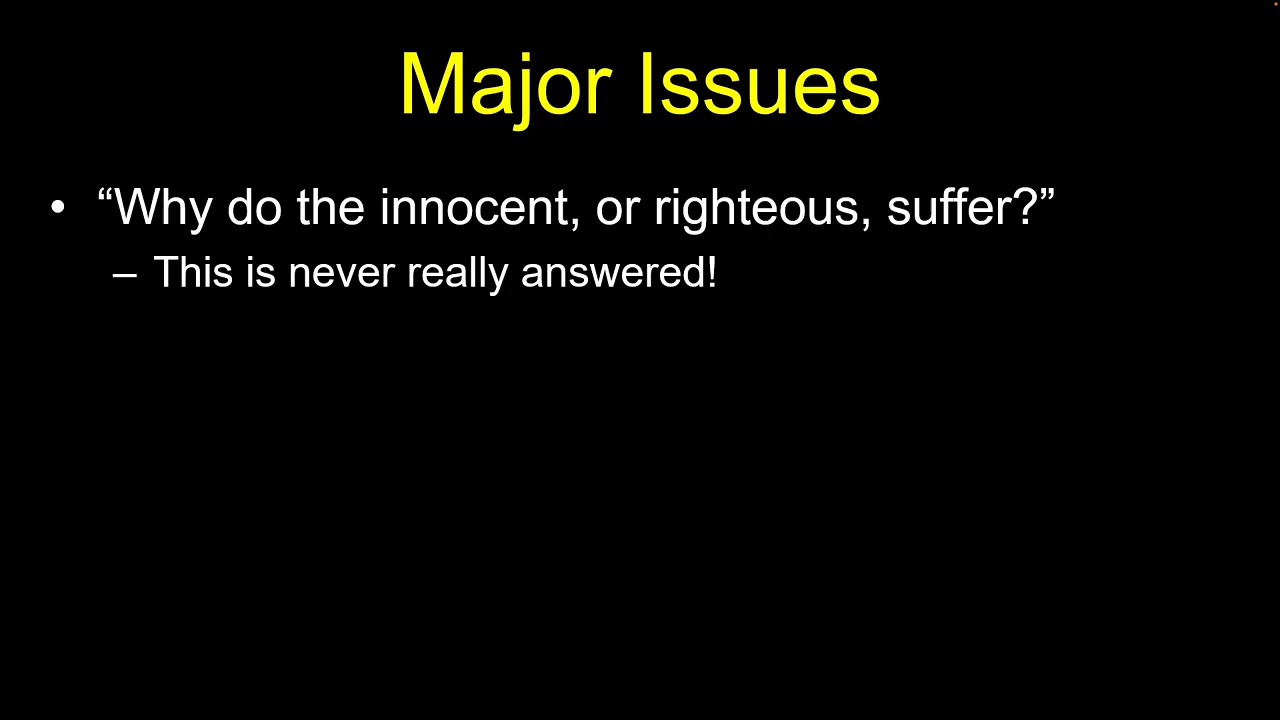 Major Issues
• “Why do the innocent, or righteous, suffer?”
– This is never really answered!